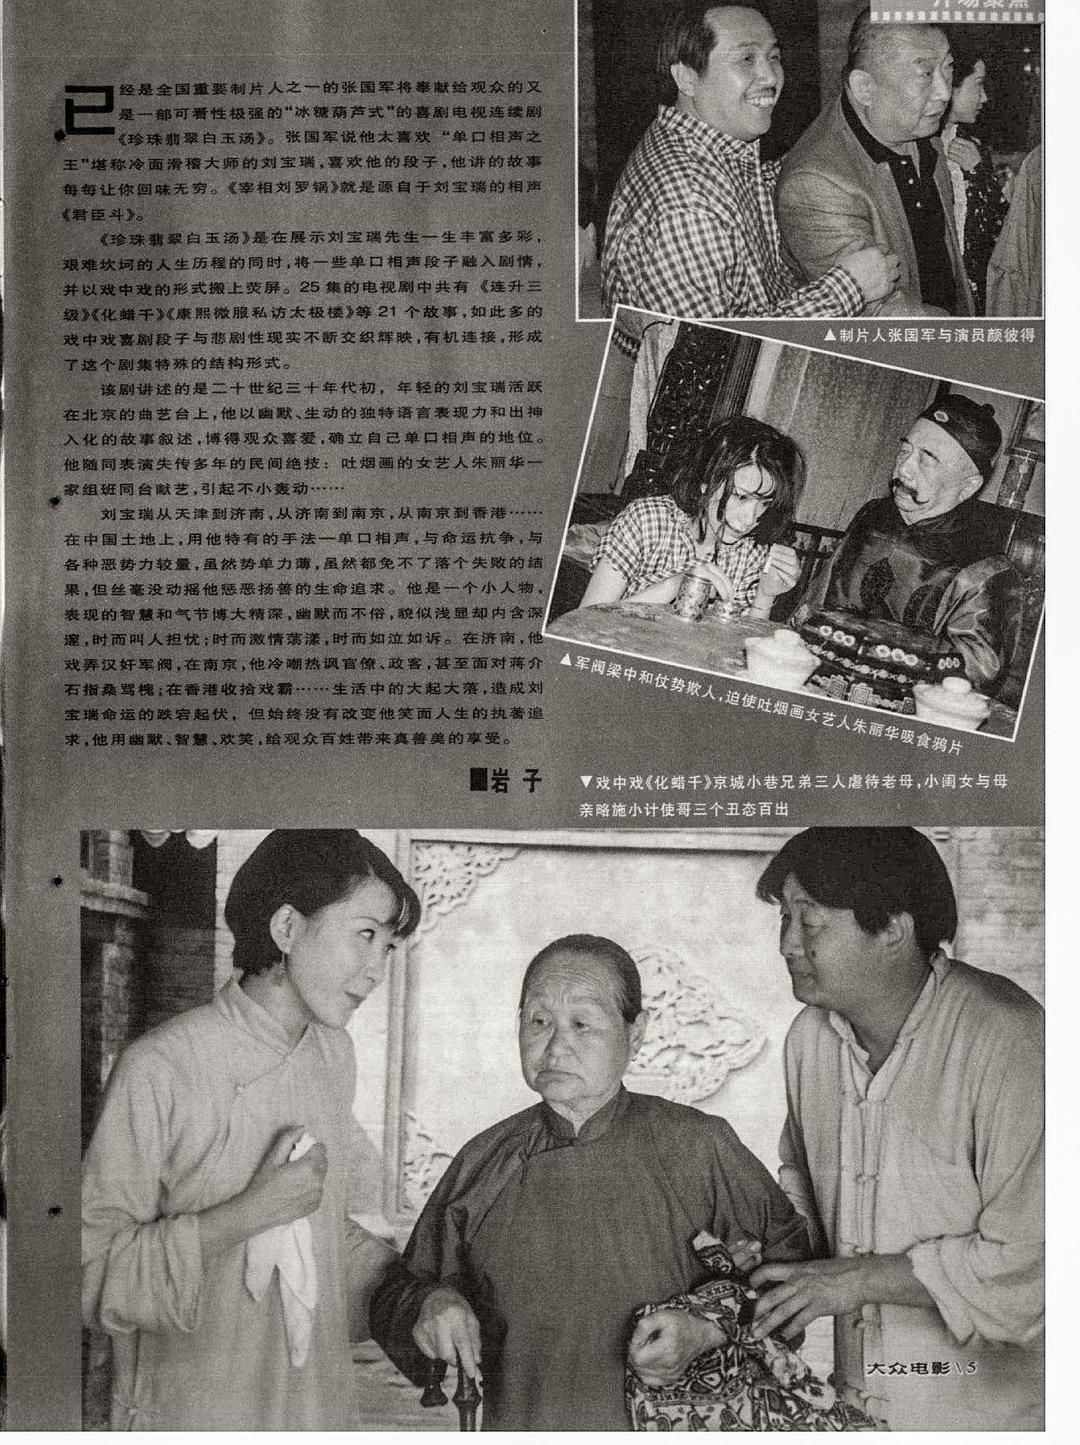 已经是全国重要制片人之一的张国军将奉献给观众的又
是一部可看性极强的“冰糖葫芦式”的喜剧电视连续剧
《珍珠翡翠白玉汤》。张国军说他太喜欢“单口相声之
王”堪称冷面滑稽大师的刘宝瑞，喜欢他的段子，他讲的故事
每每让你回味无穷。《宰相刘罗锅》就是源自于刘宝瑞的相声
《君臣斗》。
《珍珠翡翠白玉汤》是在展示刘宝瑞先生一生丰富多彩，
艰难坎坷的人生历程的同时，将一些单口相声段子融入剧情，
并以戏中戏的形式搬上荧屏。25集的电视剧中共有《连升三
级》《化蜡千》《康熙微服私访太极楼》等21个故事，如此多的
戏中戏喜剧段子与悲剧性现实不断交织辉映，有机连接，形成
了这个剧集特殊的结构形式。
该剧讲述的是二十世纪三十年代初，年轻的刘宝瑞活跃
在北京的曲艺台上，他以幽默、生动的独特语言表现力和出神
入化的故事叙述，博得观众喜爱，确立自己单口相声的地位。
他随同表演失传多年的民间绝技：吐烟画的女艺人朱丽华一
家组班同台献艺，引起不小轰动……
刘宝瑞从天津到济南，从济南到南京，从南京到香港……
在中国土地上，用他特有的手法—单口相声，与命运抗争，与
各种恶势力较量，虽然势单力薄，虽然都免不了落个失败的结
果，但丝毫没动摇他惩恶扬善的生命追求。他是一个小人物，
表现的智慧和气节博大精深，幽默而不俗，貌似浅显却内含深
邃，时而叫人担忧；时而激情荡漾，时而如泣如诉。在济南，他
戏弄汉奸军阀，在南京，他冷嘲热讽官僚、政客，甚至面对蒋介
石指桑骂槐；在香港收拾戏霸……生活中的大起大落，造成刘
宝瑞命运的跌宕起伏，但始终没有改变他笑面人生的执著追
求，他用幽默、智慧、欢笑，给观众百姓带来真善美的享受。
岩子
▲制片人张国军与演员颜彼得
▲军阀梁中和仗势欺人，迫使吐烟画女艺人朱丽华吸食鸦片
▼戏中戏《化蜡千》京城小巷兄弟三人虐待老母，小闺女与母
亲略施小计使哥三个丑态百出
大众电影\5